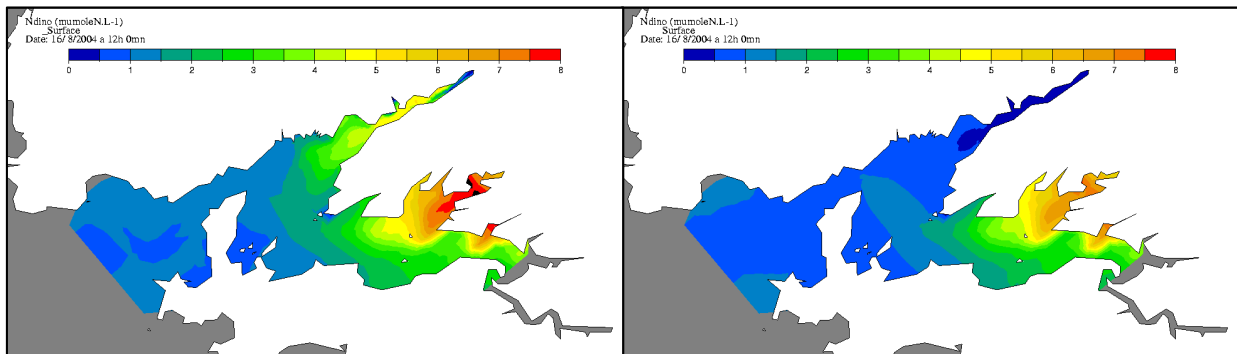 Ndino (mumoleN.L-1)
_Surface
Date: 16/ 8/2004 a 12h 0mn
0 1 2 3 4 5 6 7 8
Ndino (mumoleN.L-1)
Surface
Date: 16/ 8/2004 a 12h 0mn
0 1 2 3 4 5 6 7 8